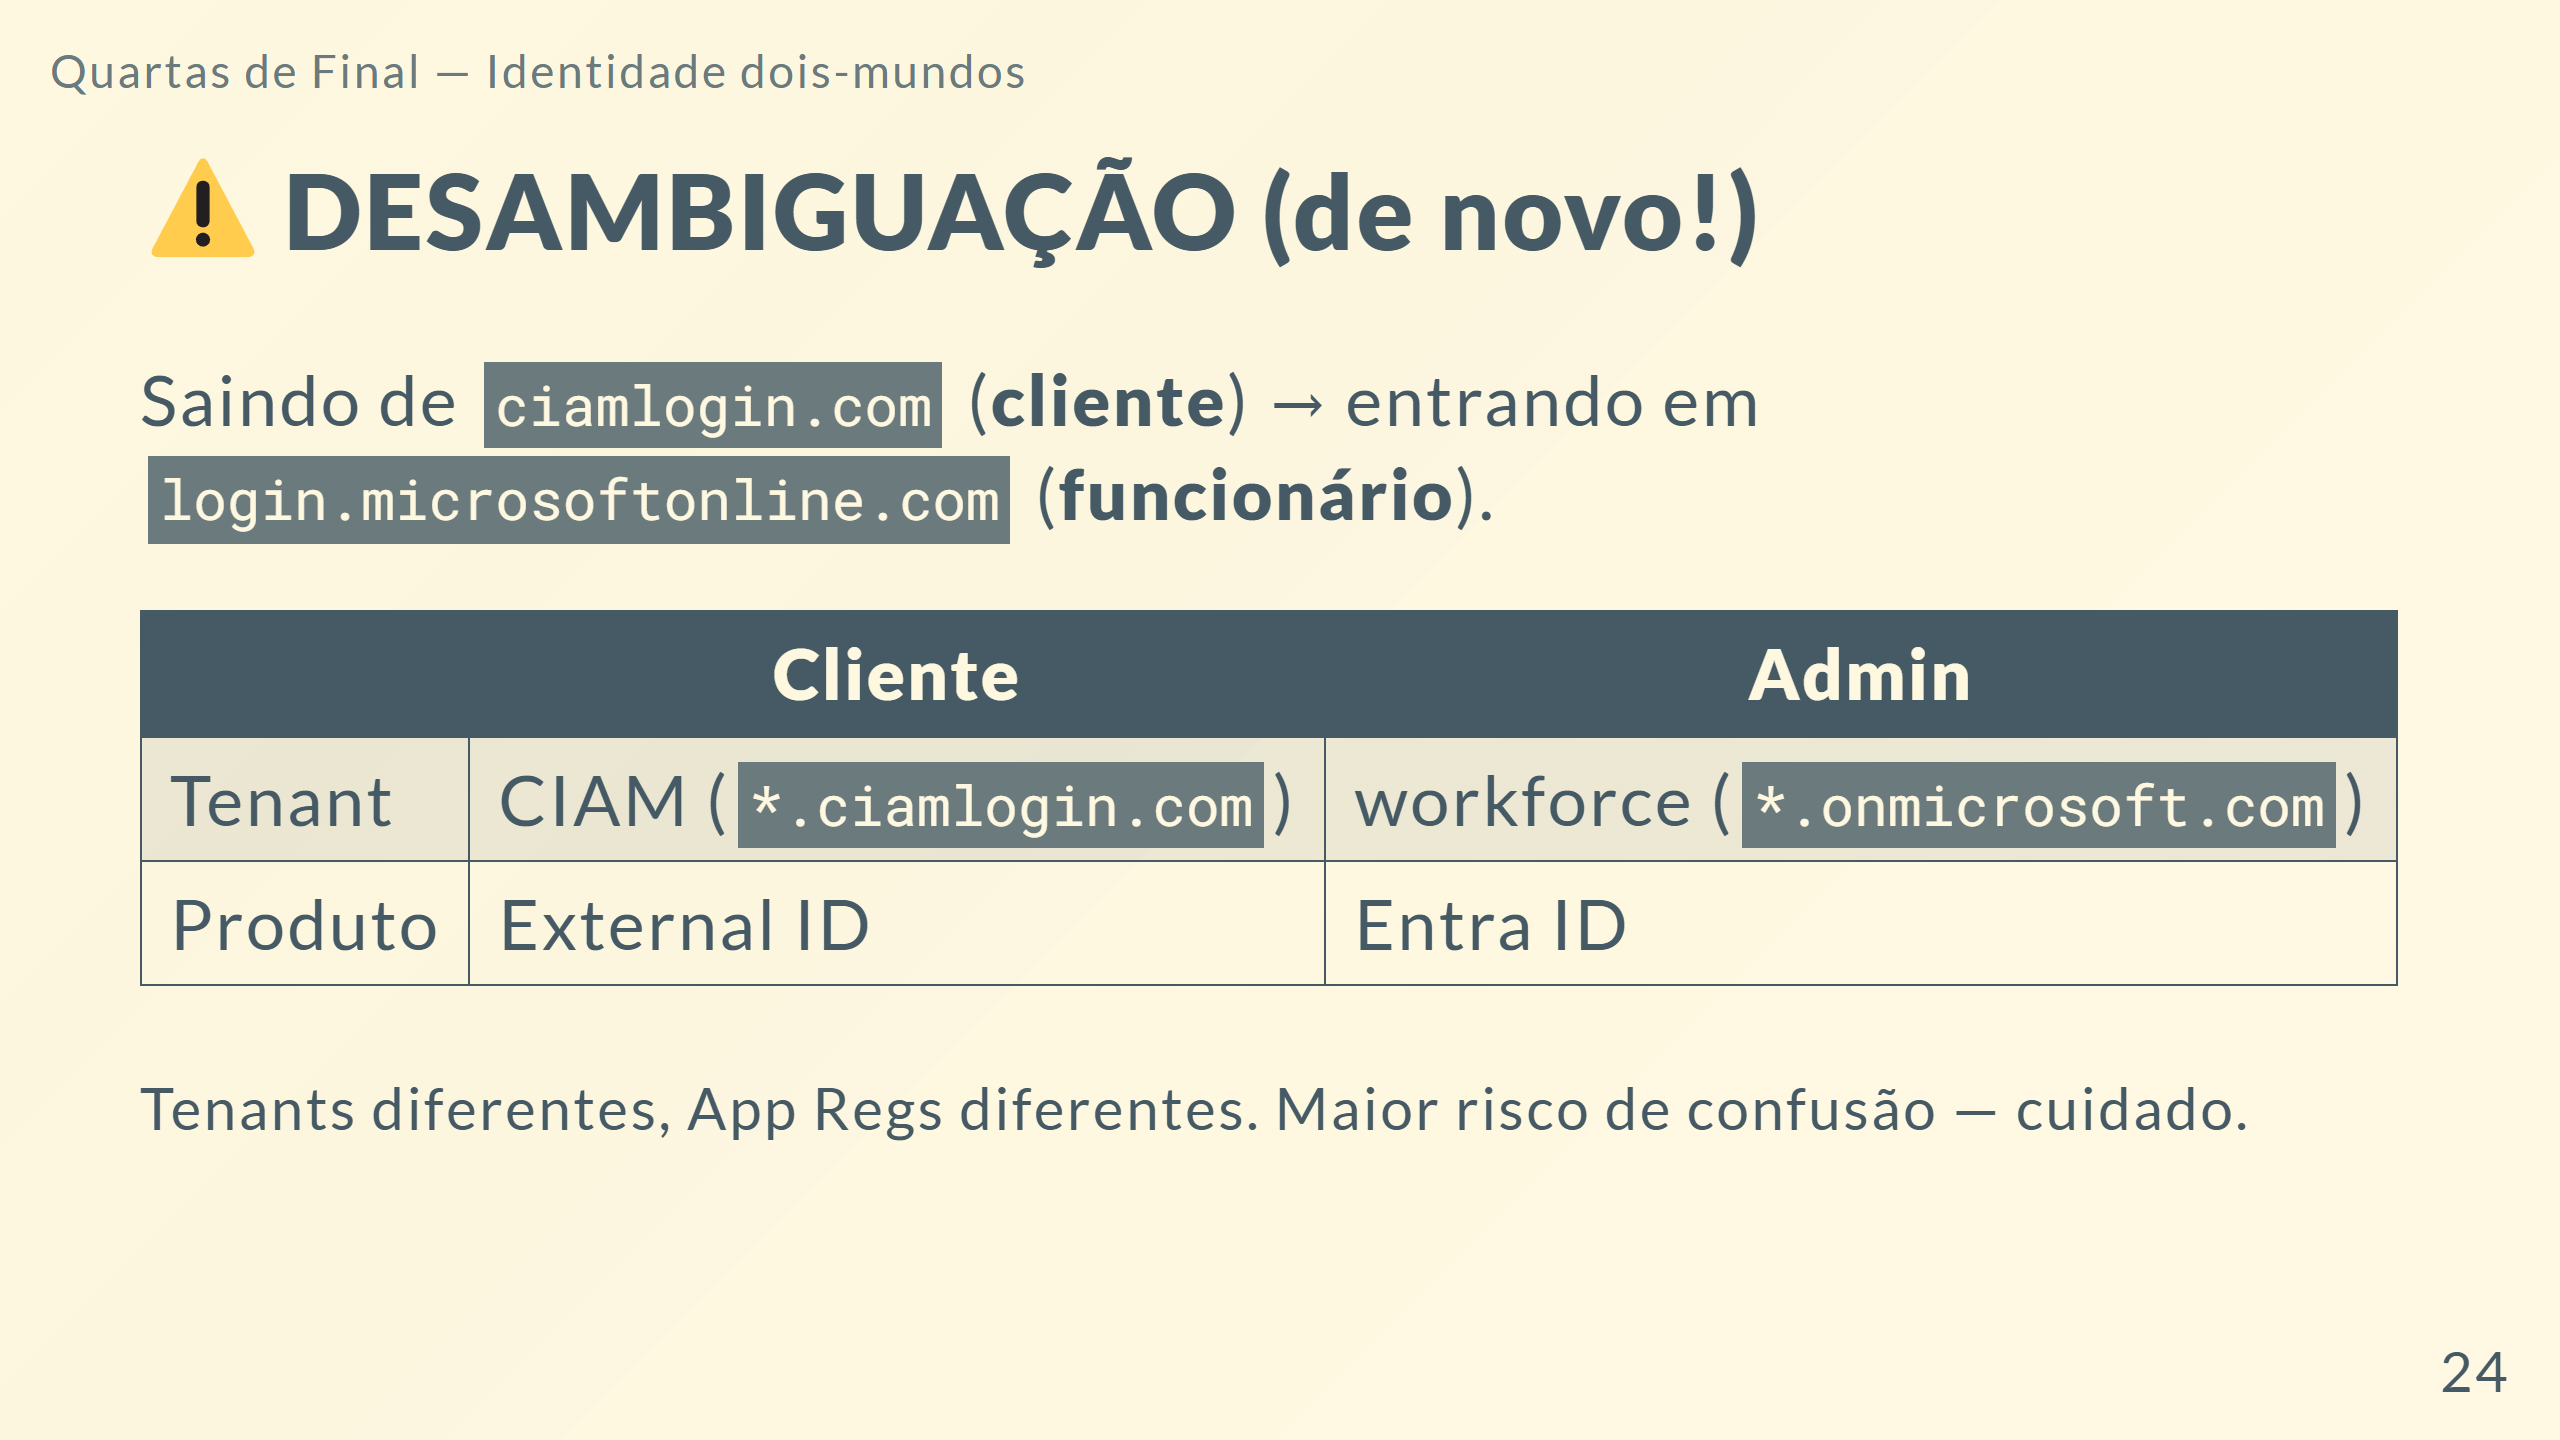 Quartas de Final — Identidade dois-mundos
⚠️ DESAMBIGUAÇÃO (de novo!)
Saindo de ciamlogin.com (cliente) → entrando em
login.microsoftonline.com (funcionário).
Cliente Admin
Tenant CIAM (*.ciamlogin.com) workforce (*.onmicrosoft.com)
Produto External ID Entra ID
Tenants diferentes, App Regs diferentes. Maior risco de confusão — cuidado.
24